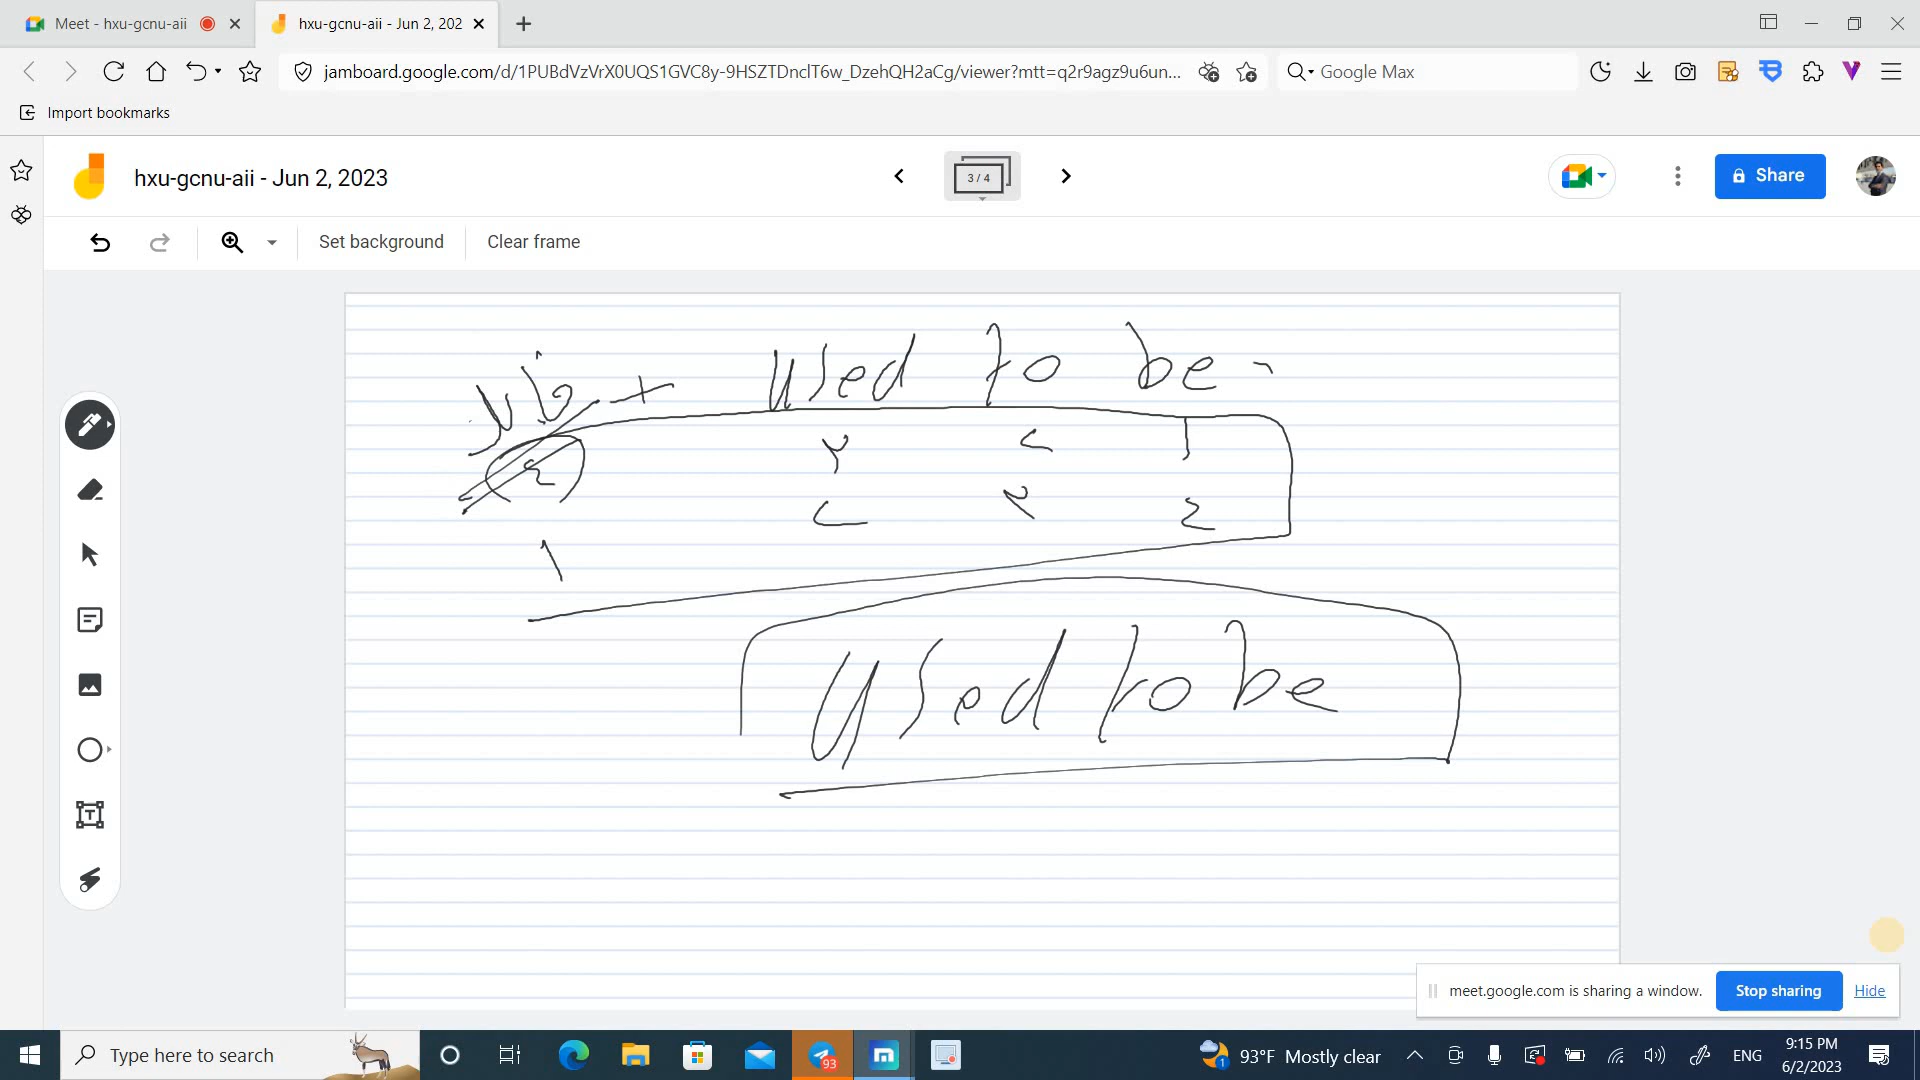 Meet - hxu-gcnu-aii
hxu-gcnu-aii - Jun 2, 202
jamboard.google.com/d/1PUBdVzVrX0UQS1GVC8y-9HSZTDnclT6w_DzehQH2aCg/viewer?mtt=q2r9agz9u6un...
Google Max
Import bookmarks
hxu-gcnu-aii - Jun 2, 2023
3 / 4
Share
Set background
Clear frame
used to be
used to be
meet.google.com is sharing a window.
Stop sharing
Hide
Type here to search
93
93°F Mostly clear
ENG
9:15 PM
6/2/2023